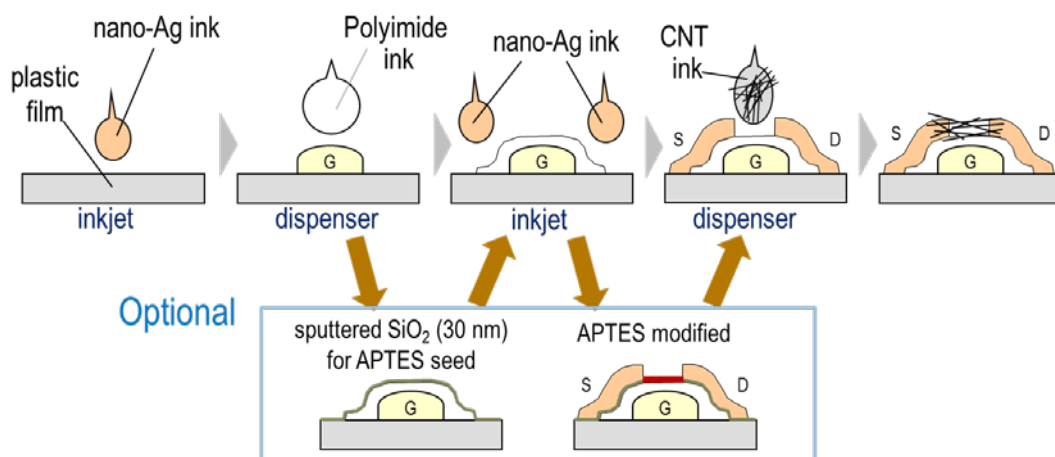 nano-Ag ink
plastic
film
Polyimide
ink
nano-Ag ink
CNT
ink
G
G
S
D
G
S
D
G
inkjet
dispenser
inkjet
dispenser
Optional
sputtered SiO₂ (30 nm)
for APTES seed
G
APTES modified
S
D
G